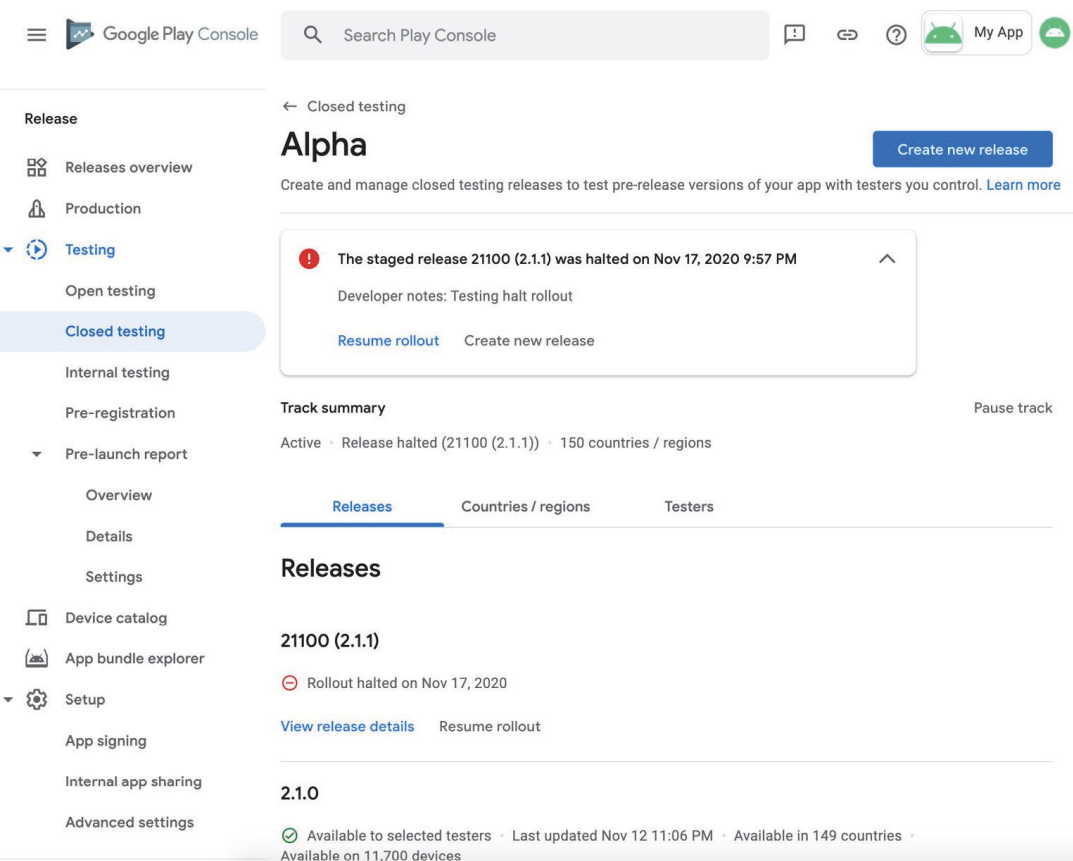 Google Play Console
Search Play Console
My App
Release
Releases overview
Production
Testing
Open testing
Closed testing
Internal testing
Pre-registration
Pre-launch report
Overview
Details
Settings
Device catalog
App bundle explorer
Setup
App signing
Internal app sharing
Advanced settings
← Closed testing
Alpha
Create new release
Create and manage closed testing releases to test pre-release versions of your app with testers you control. Learn more
The staged release 21100 (2.1.1) was halted on Nov 17, 2020 9:57 PM
Developer notes: Testing halt rollout
Resume rollout Create new release
Track summary
Pause track
Active • Release halted (21100 (2.1.1)) • 150 countries / regions
Releases Countries / regions Testers
Releases
21100 (2.1.1)
Rollout halted on Nov 17, 2020
View release details Resume rollout
2.1.0
Available to selected testers • Last updated Nov 12 11:06 PM • Available in 149 countries •
Available on 11,700 devices